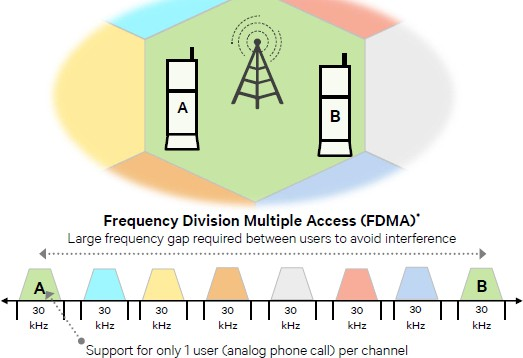 A
B
Frequency Division Multiple Access (FDMA)*
Large frequency gap required between users to avoid interference
A B
30 30 30 30 30 30 30 30
kHz kHz kHz kHz kHz kHz kHz kHz
Support for only 1 user (analog phone call) per channel